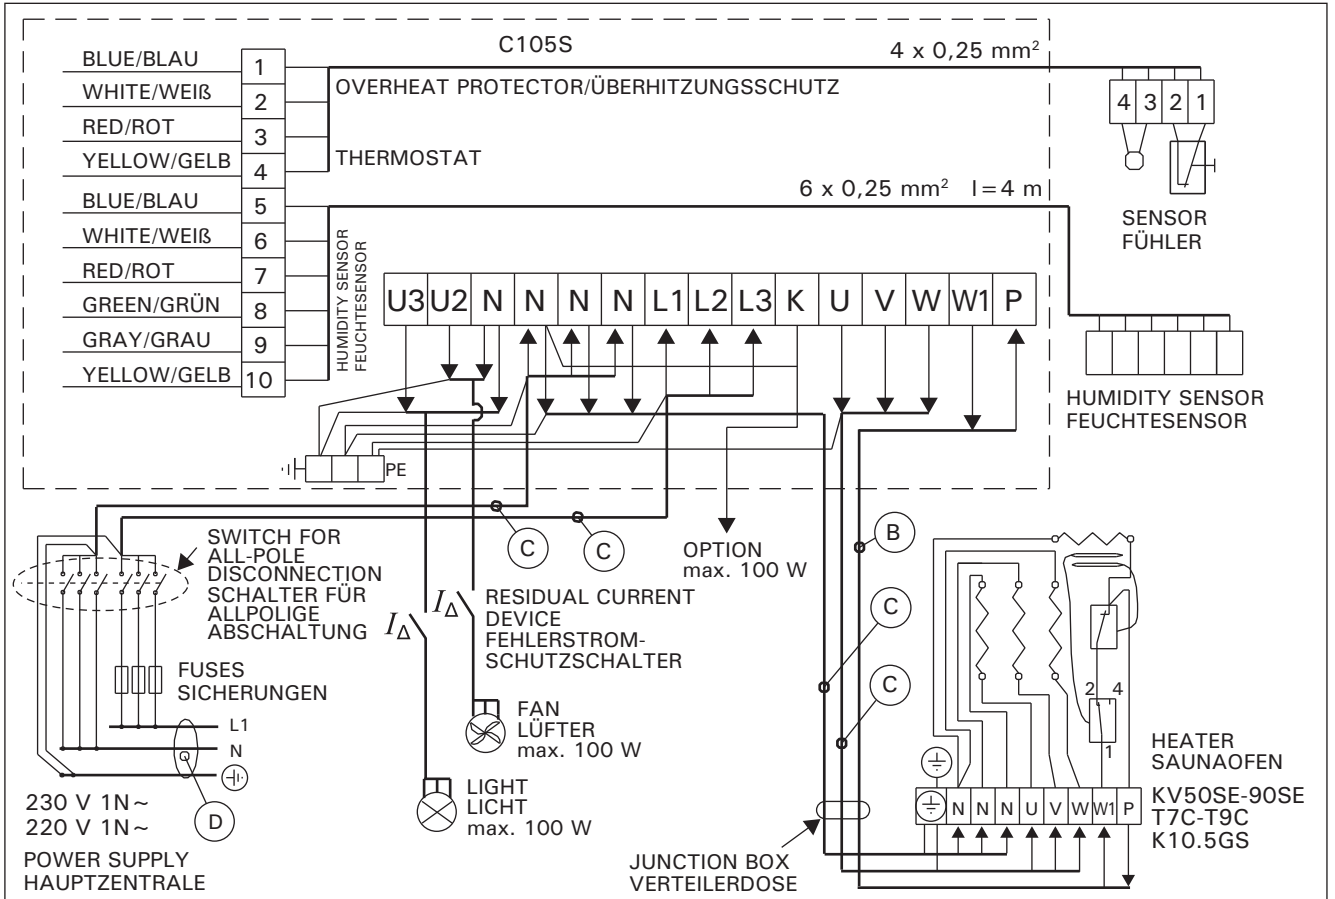 C105S
4 x 0,25 mm²
BLUE/BLAU 1
WHITE/WEIß 2
RED/ROT 3
YELLOW/GELB 4
BLUE/BLAU 5
WHITE/WEIß 6
RED/ROT 7
GREEN/GRÜN 8
GRAY/GRAU 9
YELLOW/GELB 10
OVERHEAT PROTECTOR/ÜBERHITZUNGSSCHUTZ
THERMOSTAT
4 3 2 1
SENSOR
FÜHLER
6 x 0,25 mm² l=4 m
HUMIDITY SENSOR
FEUCHTESENSOR
U3 U2 N N N N L1 L2 L3 K U V W W1 P
HUMIDITY SENSOR
FEUCHTESENSOR
PE
SWITCH FOR
ALL-POLE
DISCONNECTION
SCHALTER FÜR
ALLPOLIGE
ABSCHALTUNG
C
C
OPTION
max. 100 W
B
C
C
I∆
I∆
RESIDUAL CURRENT
DEVICE
FEHLERSTROM-
SCHUTZSCHALTER
FUSES
SICHERUNGEN
L1
N
D
230 V 1N~
220 V 1N~
POWER SUPPLY
HAUPTZENTRALE
FAN
LÜFTER
max. 100 W
LIGHT
LICHT
max. 100 W
JUNCTION BOX
VERTEILERDOSE
2 4
1
N N N U V W W1 P
HEATER
SAUNAOFEN
KV50SE-90SE
T7C-T9C
K10.5GS